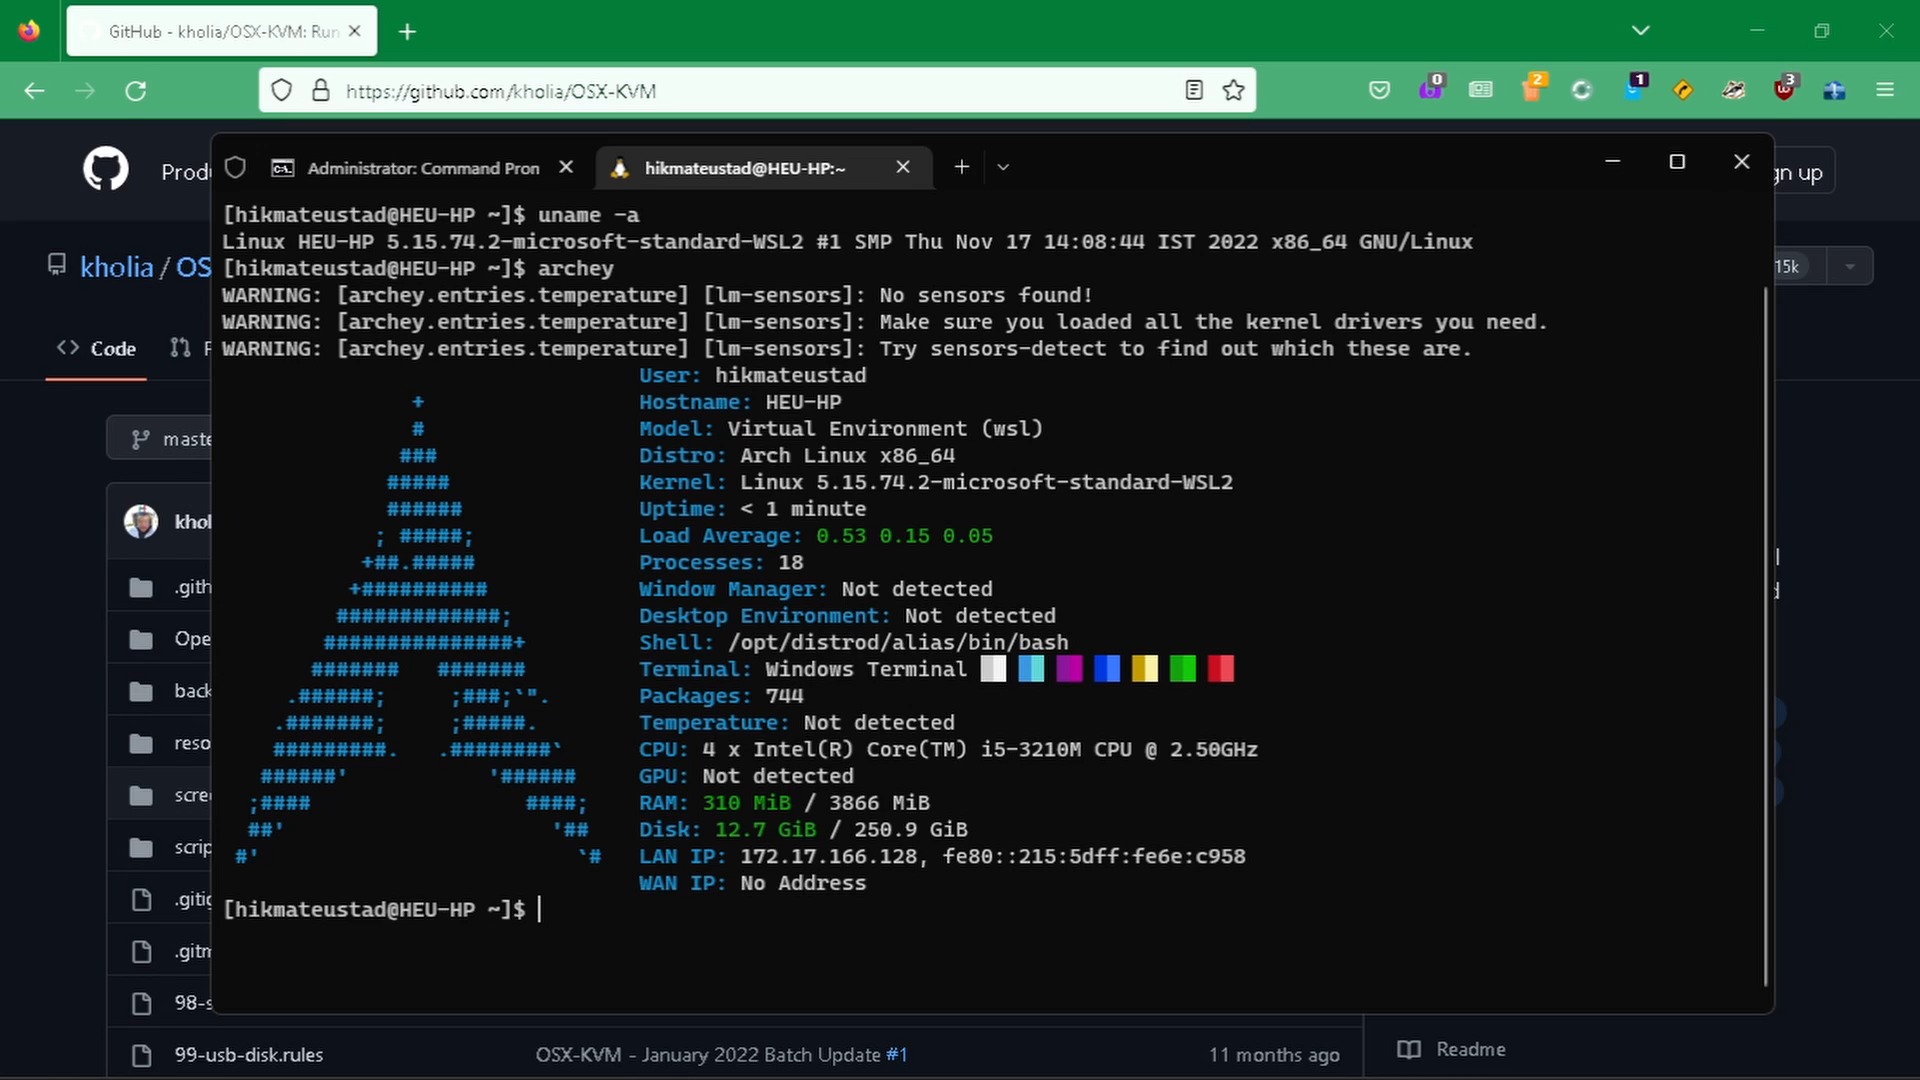 GitHub - kholia/OSX-KVM: Run
https://github.com/kholia/OSX-KVM
0
2
1
3
Administrator: Command Pron
hikmateustad@HEU-HP:~
Produ
gn up
[hikmateustad@HEU-HP ~]$ uname -a
Linux HEU-HP 5.15.74.2-microsoft-standard-WSL2 #1 SMP Thu Nov 17 14:08:44 IST 2022 x86_64 GNU/Linux
kholia / OS
15k
[hikmateustad@HEU-HP ~]$ archey
WARNING: [archey.entries.temperature] [lm-sensors]: No sensors found!
WARNING: [archey.entries.temperature] [lm-sensors]: Make sure you loaded all the kernel drivers you need.
WARNING: [archey.entries.temperature] [lm-sensors]: Try sensors-detect to find out which these are.
Code
User: hikmateustad
Hostname: HEU-HP
Model: Virtual Environment (wsl)
Distro: Arch Linux x86_64
Kernel: Linux 5.15.74.2-microsoft-standard-WSL2
Uptime: < 1 minute
Load Average: 0.53 0.15 0.05
Processes: 18
Window Manager: Not detected
Desktop Environment: Not detected
Shell: /opt/distrod/alias/bin/bash
Terminal: Windows Terminal
Packages: 744
Temperature: Not detected
CPU: 4 x Intel(R) Core(TM) i5-3210M CPU @ 2.50GHz
GPU: Not detected
RAM: 310 MiB / 3866 MiB
Disk: 12.7 GiB / 250.9 GiB
LAN IP: 172.17.166.128, fe80::215:5dff:fe6e:c958
WAN IP: No Address
[hikmateustad@HEU-HP ~]$
maste
khol
.gith
Ope
back
reso
scre
scrip
.gitig
.gitm
98-s
99-usb-disk.rules
OSX-KVM - January 2022 Batch Update #1
11 months ago
Readme